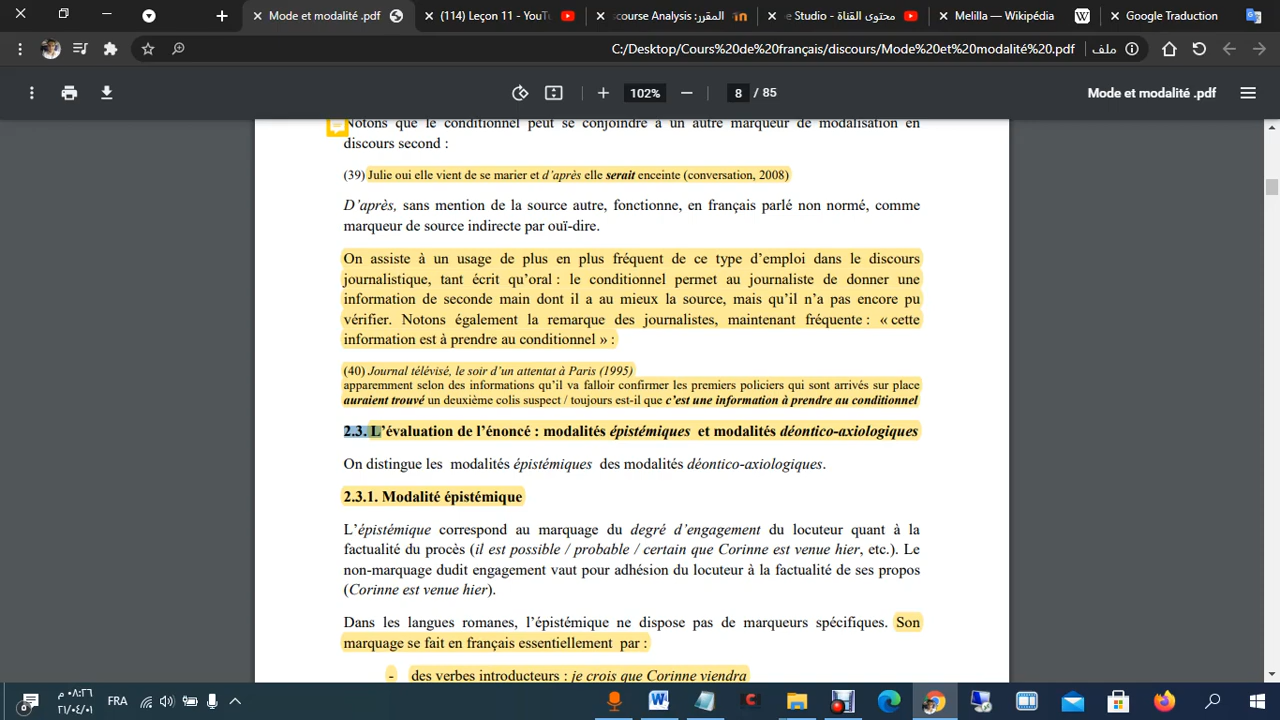 Mode et modalité .pdf
(114) Leçon 11 - YouT
course Analysis: المقرر
e Studio - محتوى القناة
Melilla — Wikipédia
Google Traduction
C:/Desktop/Cours%20de%20français/discours/Mode%20et%20modalité%20.pdf
ملف
102%
8 / 85
Mode et modalité .pdf
Notons que le conditionnel peut se conjoindre à un autre marqueur de modalisation en
discours second :
(39) Julie oui elle vient de se marier et d’après elle serait enceinte (conversation, 2008)
D’après, sans mention de la source autre, fonctionne, en français parlé non normé, comme
marqueur de source indirecte par ouï-dire.
On assiste à un usage de plus en plus fréquent de ce type d’emploi dans le discours
journalistique, tant écrit qu’oral : le conditionnel permet au journaliste de donner une
information de seconde main dont il a au mieux la source, mais qu’il n’a pas encore pu
vérifier. Notons également la remarque des journalistes, maintenant fréquente : « cette
information est à prendre au conditionnel » :
(40) Journal télévisé, le soir d’un attentat à Paris (1995)
apparemment selon des informations qu’il va falloir confirmer les premiers policiers qui sont arrivés sur place
auraient trouvé un deuxième colis suspect / toujours est-il que c’est une information à prendre au conditionnel
2.3. L’évaluation de l’énoncé : modalités épistémiques et modalités déontico-axiologiques
On distingue les modalités épistémiques des modalités déontico-axiologiques.
2.3.1. Modalité épistémique
L’épistémique correspond au marquage du degré d’engagement du locuteur quant à la
factualité du procès (il est possible / probable / certain que Corinne est venue hier, etc.). Le
non-marquage dudit engagement vaut pour adhésion du locuteur à la factualité de ses propos
(Corinne est venue hier).
Dans les langues romanes, l’épistémique ne dispose pas de marqueurs spécifiques. Son
marquage se fait en français essentiellement par :
- des verbes introducteurs : je crois que Corinne viendra
FRA